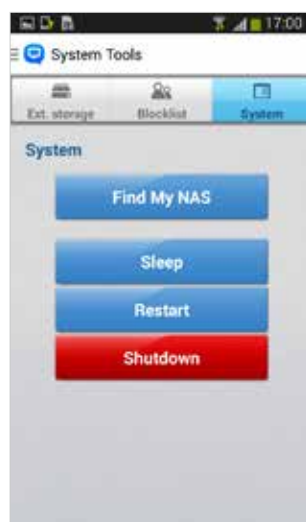 17:00
System Tools
Ext. storage Blocklist System
System
Find My NAS
Sleep
Restart
Shutdown